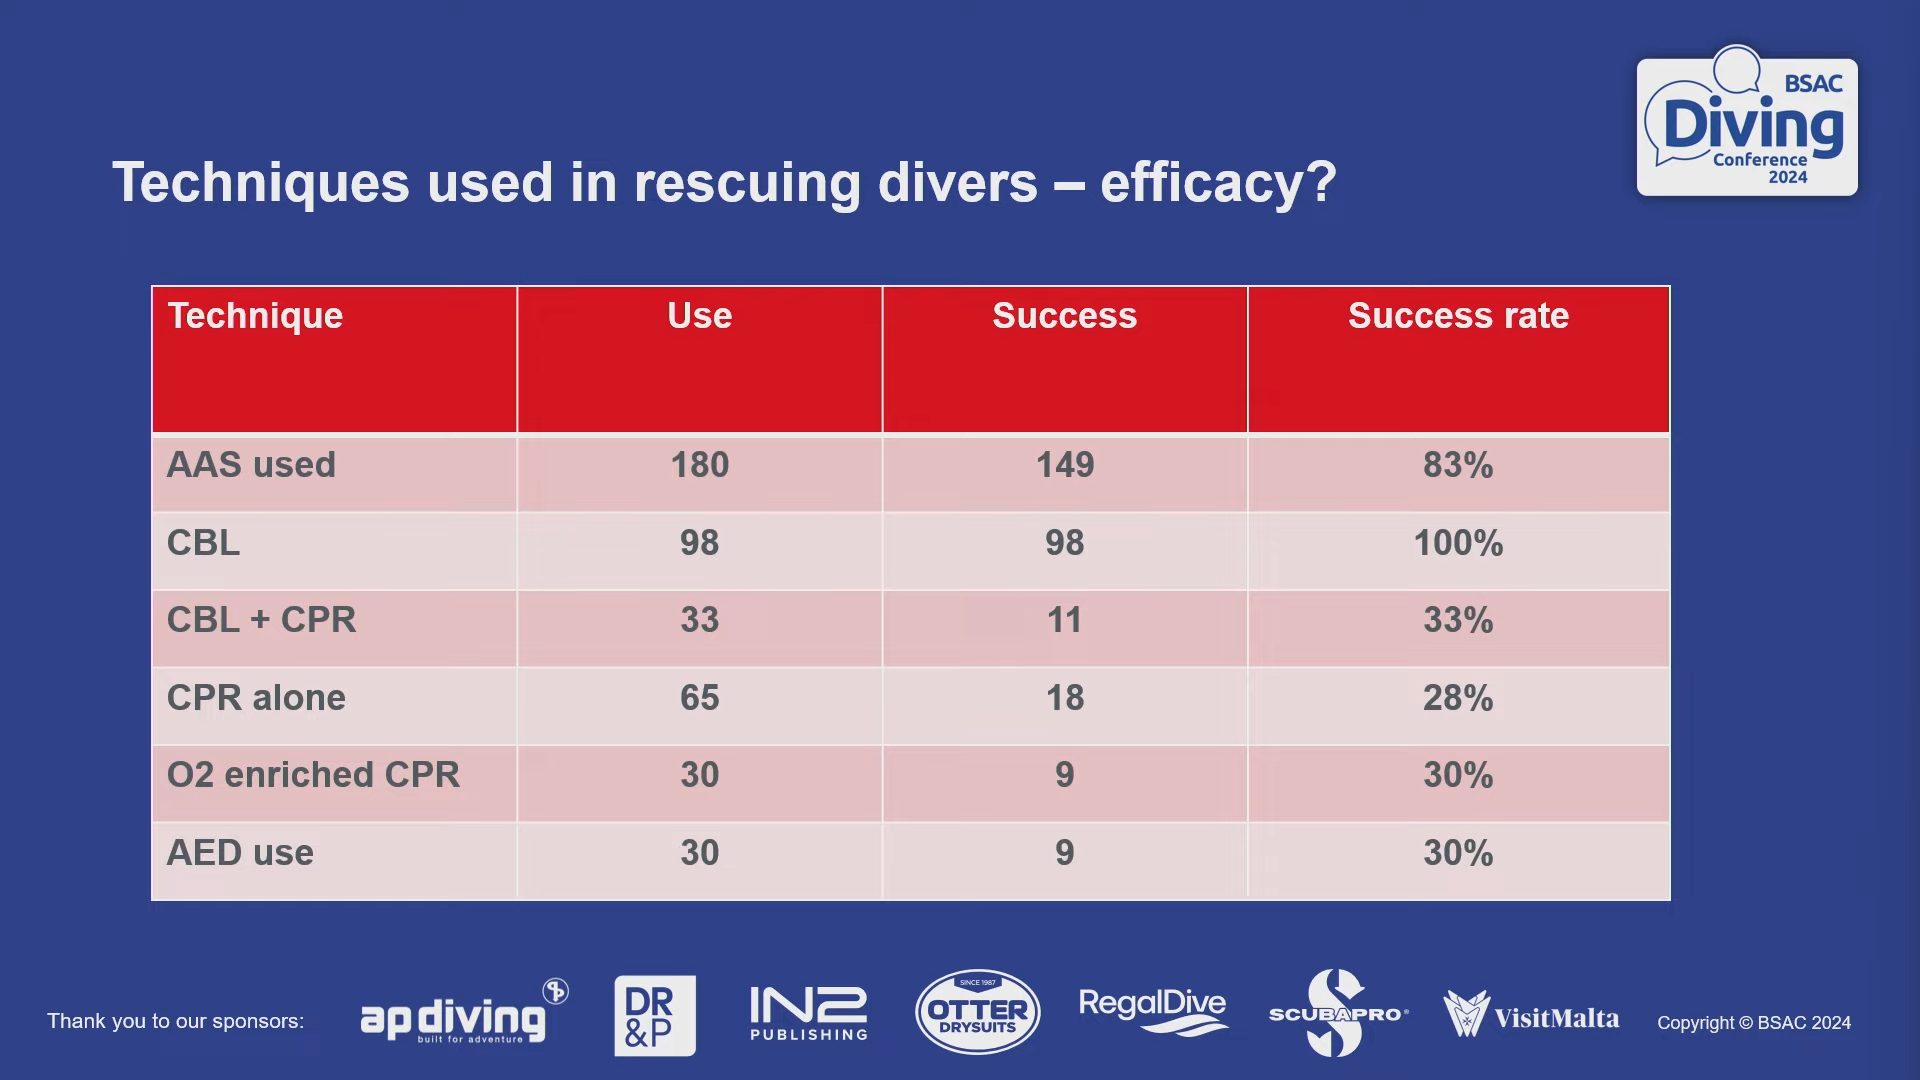 BSAC
Diving
Conference
2024
Techniques used in rescuing divers – efficacy?
Technique Use Success Success rate
AAS used 180 149 83%
CBL 98 98 100%
CBL + CPR 33 11 33%
CPR alone 65 18 28%
O2 enriched CPR 30 9 30%
AED use 30 9 30%
Thank you to our sponsors:
ap diving
built for adventure
DR
&P
IN2
PUBLISHING
SINCE 1987
OTTER
DRYSUITS
RegalDive
SCUBAPRO®
VisitMalta
Copyright © BSAC 2024